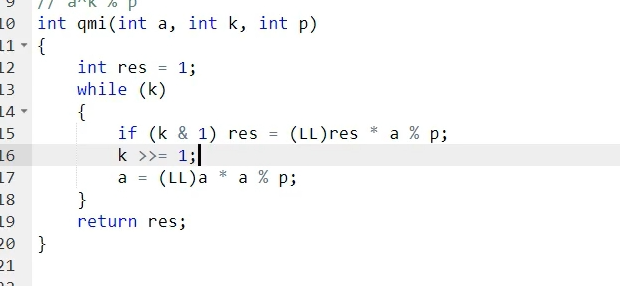 // a^k % p
10 int qmi(int a, int k, int p)
11 {
12 int res = 1;
13 while (k)
14 {
15 if (k & 1) res = (LL)res * a % p;
16 k >>= 1;
17 a = (LL)a * a % p;
18 }
19 return res;
20 }
21